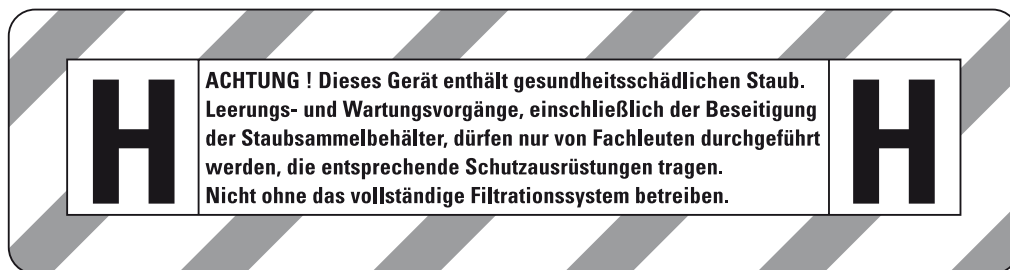 H
ACHTUNG ! Dieses Gerät enthält gesundheitsschädlichen Staub.
Leerungs- und Wartungsvorgänge, einschließlich der Beseitigung
der Staubsammelbehälter, dürfen nur von Fachleuten durchgeführt
werden, die entsprechende Schutzausrüstungen tragen.
Nicht ohne das vollständige Filtrationssystem betreiben.
H